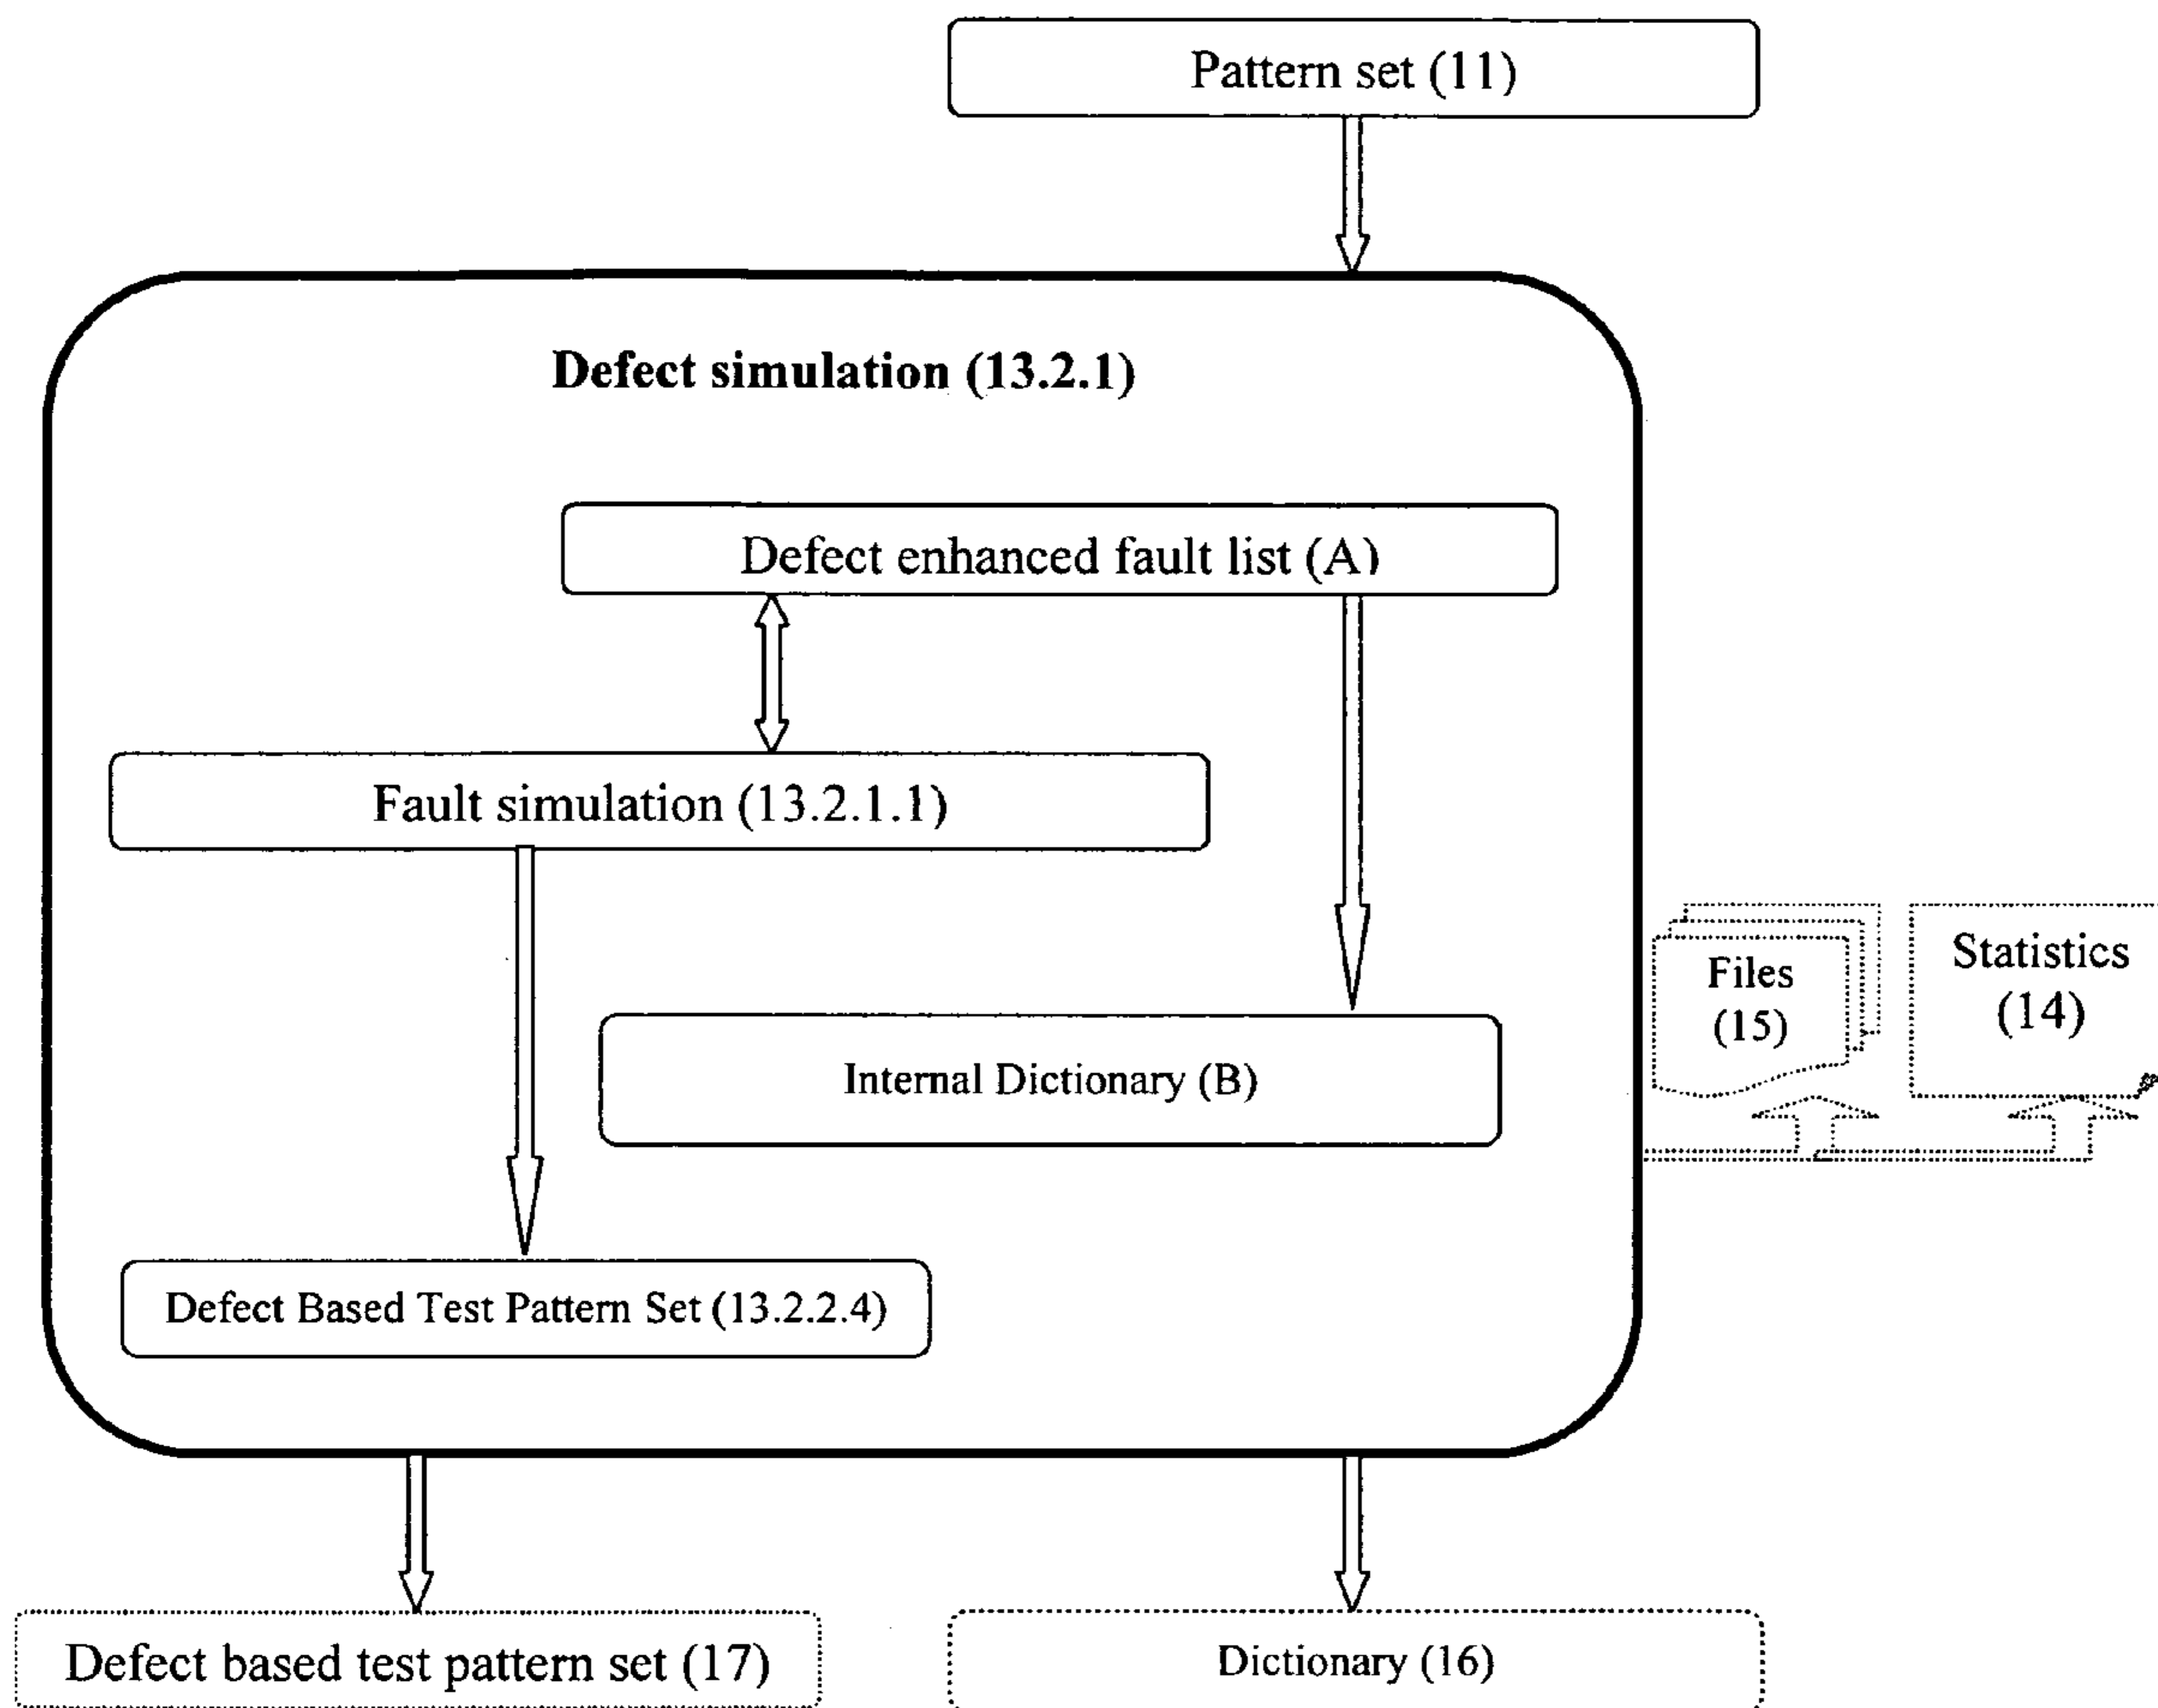 Pattern set (11)
Defect simulation (13.2.1)
Defect enhanced fault list (A)
Fault simulation (13.2.1.1)
Files
(15)
Statistics
(14)
Internal Dictionary (B)
Defect Based Test Pattern Set (13.2.2.4)
Defect based test pattern set (17)
Dictionary (16)